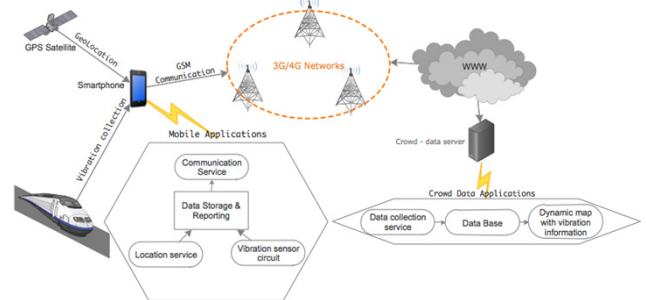 GPS Satellite
GeoLocation
GSM
Communication
3G/4G Networks
WWW
Smartphone
Vibration collection
Crowd - data server
Mobile Applications
Communication
Service
Data Storage &
Reporting
Location service
Vibration sensor
circuit
Crowd Data Applications
Data collection
service
Data Base
Dynamic map
with vibration
information